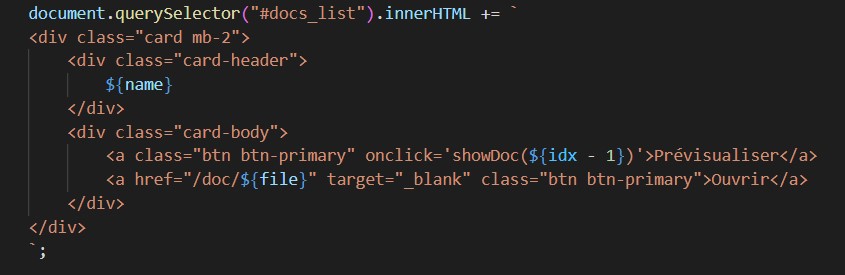 document.querySelector("#docs_list").innerHTML += `
<div class="card mb-2">
    <div class="card-header">
        ${name}
    </div>
    <div class="card-body">
        <a class="btn btn-primary" onclick='showDoc(${idx - 1})'>Prévisualiser</a>
        <a href="/doc/${file}" target="_blank" class="btn btn-primary">Ouvrir</a>
    </div>
</div>
`;